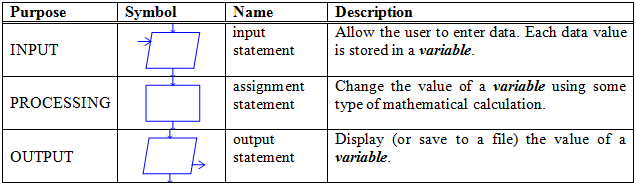 Purpose Symbol Name Description
INPUT
input
statement
Allow the user to enter data. Each data value
is stored in a variable.
PROCESSING
assignment
statement
Change the value of a variable using some
type of mathematical calculation.
OUTPUT
output
statement
Display (or save to a file) the value of a
variable.